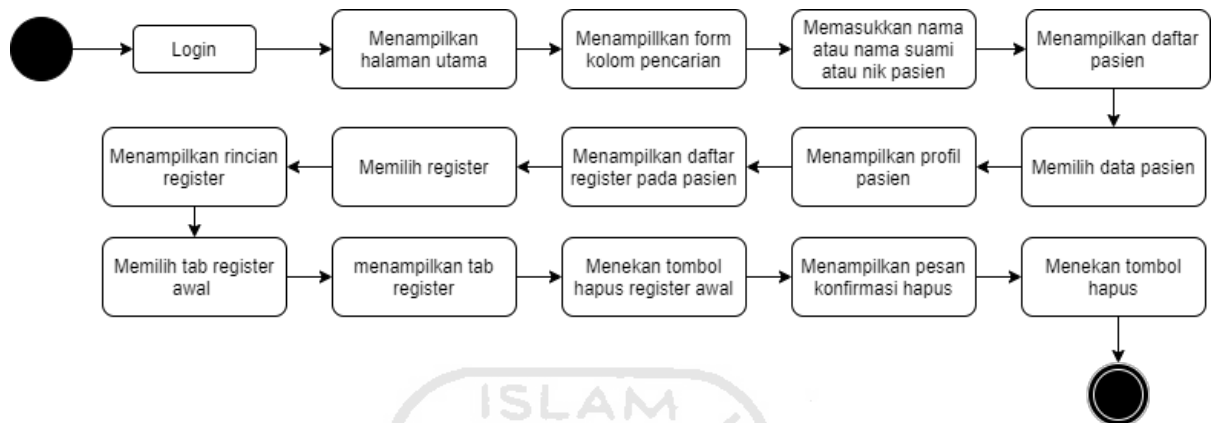 Login
Menampilkan
halaman utama
Menampillkan form
kolom pencarian
Memasukkan nama
atau nama suami
atau nik pasien
Menampilkan daftar
pasien
Memilih data pasien
Menampilkan profil
pasien
Menampilkan daftar
register pada pasien
Memilih register
Menampilkan rincian
register
Memilih tab register
awal
menampilkan tab
register
Menekan tombol
hapus register awal
Menampilkan pesan
konfirmasi hapus
Menekan tombol
hapus
ISLAM